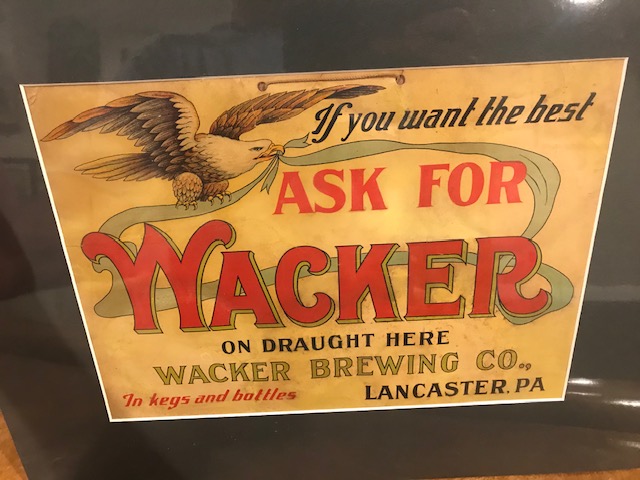 If you want the best
ASK FOR
WACKER
ON DRAUGHT HERE
WACKER BREWING CO.,
In kegs and bottles
LANCASTER, PA